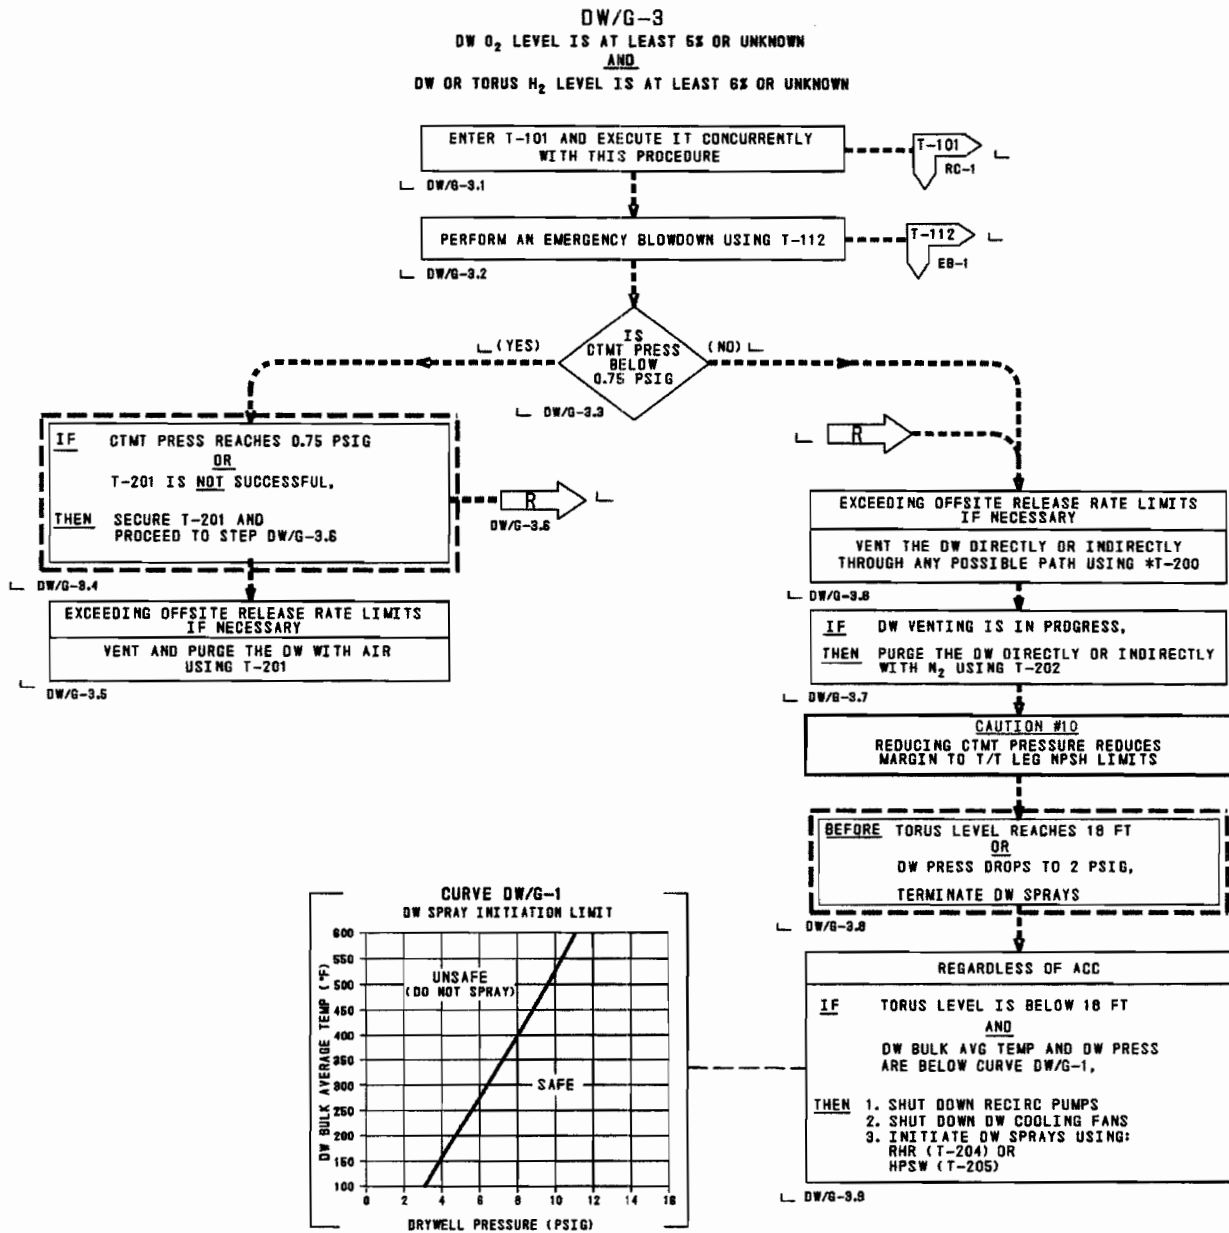 DW/G-3
DW O₂ LEVEL IS AT LEAST 5% OR UNKNOWN
AND
DW OR TORUS H₂ LEVEL IS AT LEAST 6% OR UNKNOWN
ENTER T-101 AND EXECUTE IT CONCURRENTLY
WITH THIS PROCEDURE
DW/G-3.1
T-101
RC-1
PERFORM AN EMERGENCY BLOWDOWN USING T-112
DW/G-3.2
T-112
EB-1
IS
CTMT PRESS
BELOW
0.75 PSIG
(YES)
(NO)
DW/G-3.3
IF CTMT PRESS REACHES 0.75 PSIG
OR
T-201 IS NOT SUCCESSFUL,
THEN SECURE T-201 AND
PROCEED TO STEP DW/G-3.6
DW/G-3.4
R
DW/G-3.6
EXCEEDING OFFSITE RELEASE RATE LIMITS
IF NECESSARY
VENT AND PURGE THE DW WITH AIR
USING T-201
DW/G-3.5
R
EXCEEDING OFFSITE RELEASE RATE LIMITS
IF NECESSARY
VENT THE DW DIRECTLY OR INDIRECTLY
THROUGH ANY POSSIBLE PATH USING *T-200
DW/G-3.6
IF DW VENTING IS IN PROGRESS,
THEN PURGE THE DW DIRECTLY OR INDIRECTLY
WITH N₂ USING T-202
DW/G-3.7
CAUTION #10
REDUCING CTMT PRESSURE REDUCES
MARGIN TO T/T LEG NPSH LIMITS
BEFORE TORUS LEVEL REACHES 18 FT
OR
DW PRESS DROPS TO 2 PSIG,
TERMINATE DW SPRAYS
DW/G-3.8
REGARDLESS OF ACC
IF TORUS LEVEL IS BELOW 18 FT
AND
DW BULK AVG TEMP AND DW PRESS
ARE BELOW CURVE DW/G-1,
THEN 1. SHUT DOWN RECIRC PUMPS
2. SHUT DOWN DW COOLING FANS
3. INITIATE DW SPRAYS USING:
RHR (T-204) OR
HPSW (T-205)
DW/G-3.9
CURVE DW/G-1
DW SPRAY INITIATION LIMIT
DW BULK AVERAGE TEMP (°F)
600
550
500
450
400
350
300
250
200
150
100
UNSAFE
(DO NOT SPRAY)
SAFE
0 2 4 6 8 10 12 14 16
DRYWELL PRESSURE (PSIG)